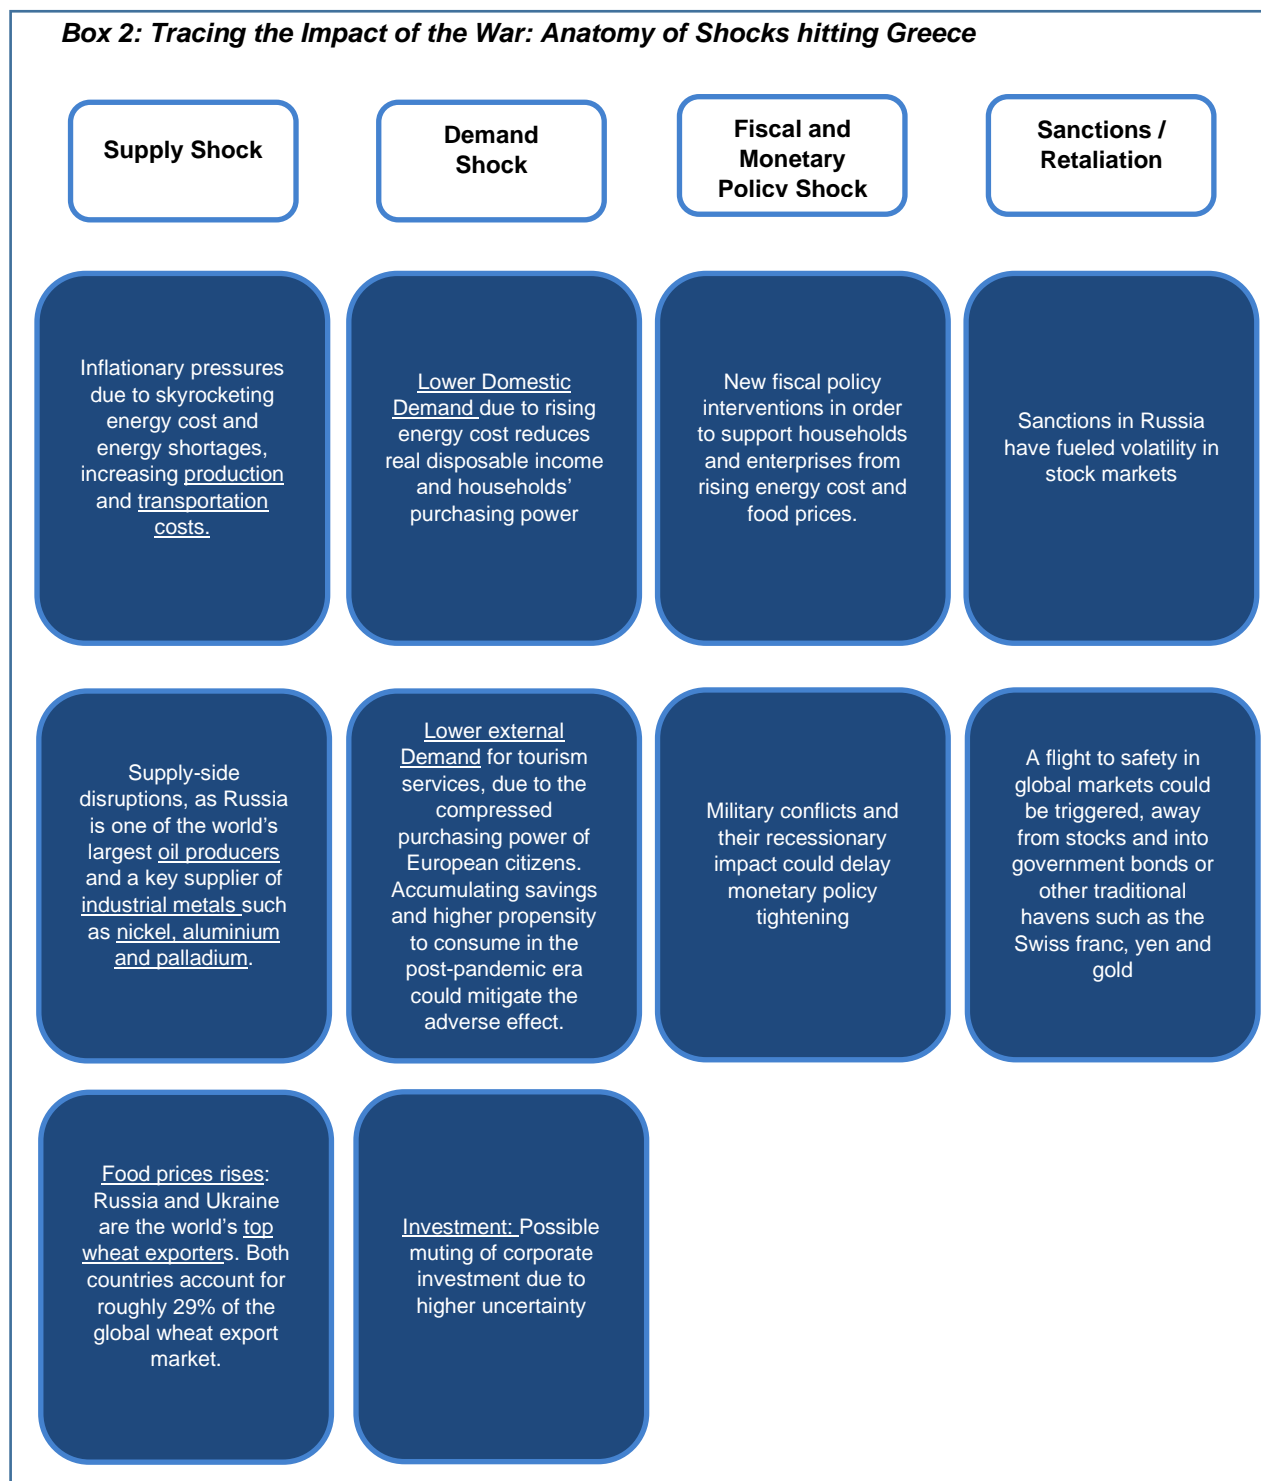 Box 2: Tracing the Impact of the War: Anatomy of Shocks hitting Greece
Supply Shock
Demand
Shock
Fiscal and
Monetary
Policy Shock
Sanctions /
Retaliation
Inflationary pressures
due to skyrocketing
energy cost and
energy shortages,
increasing production
and transportation
costs.
Lower Domestic
Demand due to rising
energy cost reduces
real disposable income
and households’
purchasing power
New fiscal policy
interventions in order
to support households
and enterprises from
rising energy cost and
food prices.
Sanctions in Russia
have fueled volatility in
stock markets
Supply-side
disruptions, as Russia
is one of the world’s
largest oil producers
and a key supplier of
industrial metals such
as nickel, aluminium
and palladium.
Lower external
Demand for tourism
services, due to the
compressed
purchasing power of
European citizens.
Accumulating savings
and higher propensity
to consume in the
post-pandemic era
could mitigate the
adverse effect.
Military conflicts and
their recessionary
impact could delay
monetary policy
tightening
A flight to safety in
global markets could
be triggered, away
from stocks and into
government bonds or
other traditional
havens such as the
Swiss franc, yen and
gold
Food prices rises:
Russia and Ukraine
are the world’s top
wheat exporters. Both
countries account for
roughly 29% of the
global wheat export
market.
Investment: Possible
muting of corporate
investment due to
higher uncertainty